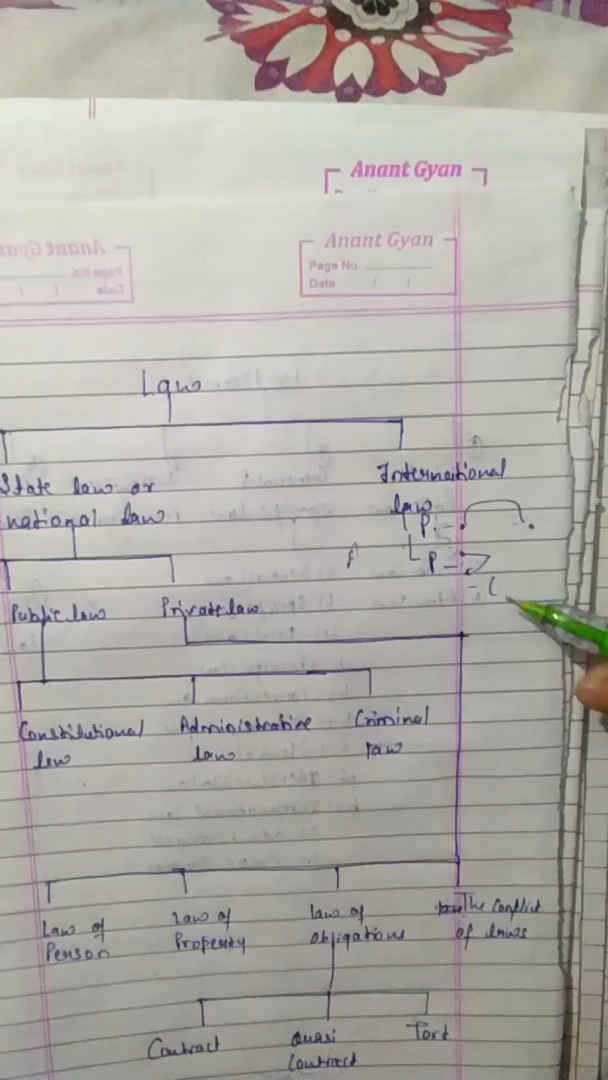 Anant Gyan
Anant Gyan
Page No.
Date / /
Law
State law or
national law
International
law
P.
P
Public law
Private law
Constitutional
law
Administrative
law
Criminal
law
Law of
Person
Law of
Property
law of
obligations
The Conflict
of laws
Contract
Quasi
Contract
Tort